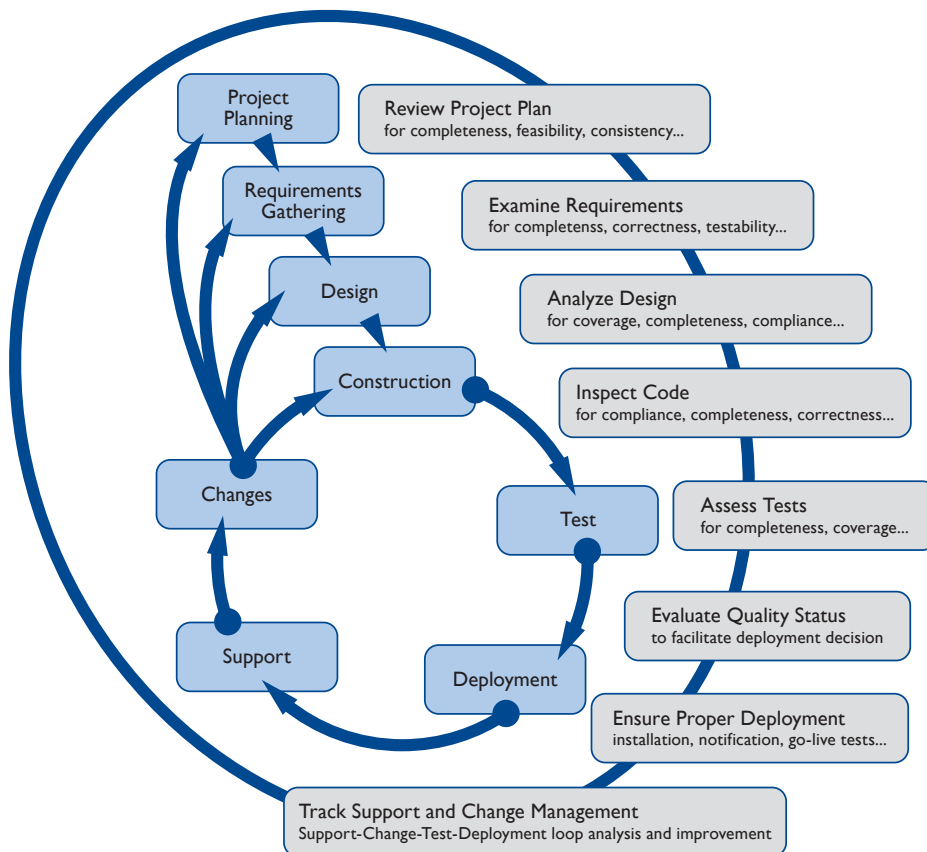 Project
Planning
Review Project Plan
for completeness, feasibility, consistency...
Requirements
Gathering
Examine Requirements
for completenss, correctness, testability...
Design
Analyze Design
for coverage, completeness, compliance...
Construction
Inspect Code
for compliance, completeness, correctness...
Changes
Test
Assess Tests
for completeness, coverage...
Support
Deployment
Evaluate Quality Status
to facilitate deployment decision
Ensure Proper Deployment
installation, notification, go-live tests...
Track Support and Change Management
Support-Change-Test-Deployment loop analysis and improvement